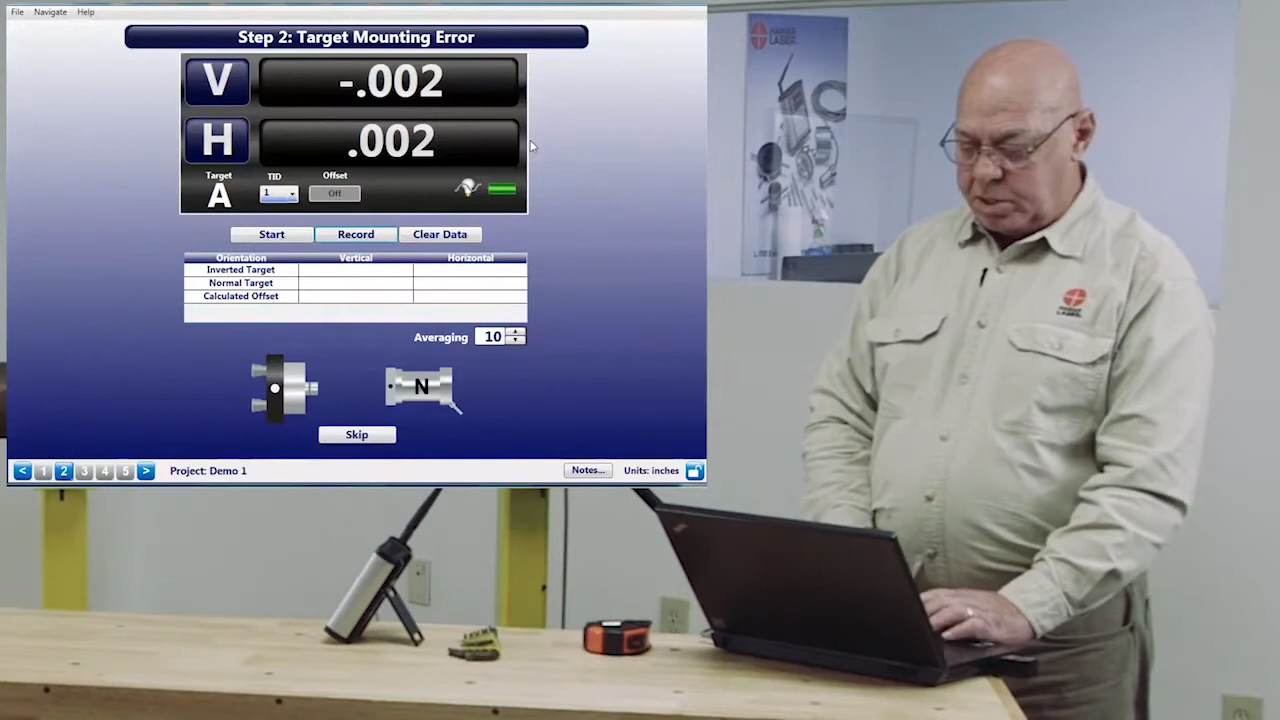 File Navigate Help
Step 2: Target Mounting Error
V -.002
H .002
Target TID Offset
A 1 Off
Start Record Clear Data
Orientation Vertical Horizontal
Inverted Target
Normal Target
Calculated Offset
Averaging 10
N
Skip
< 1 2 3 4 5 > Project: Demo 1 Notes... Units: inches